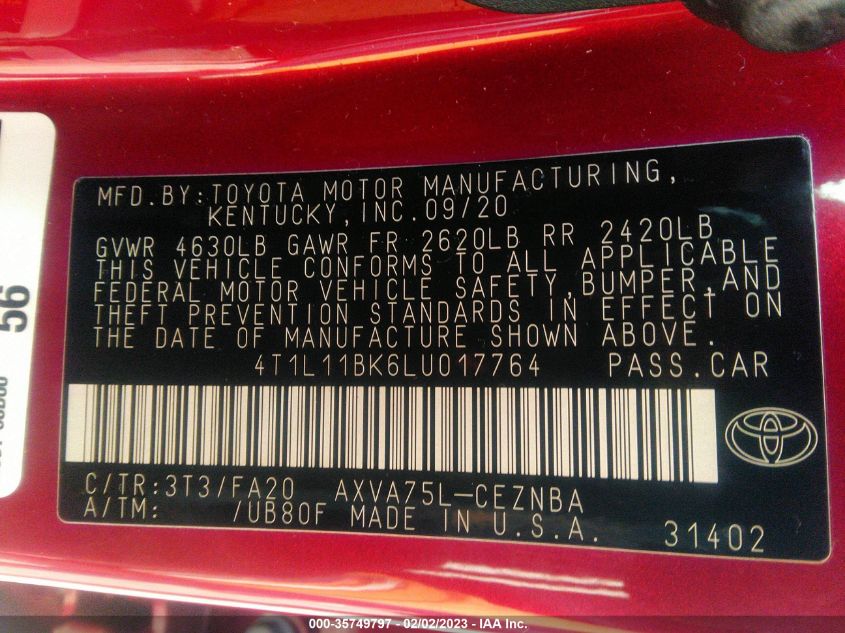 MFD.BY:TOYOTA MOTOR MANUFACTURING,
KENTUCKY,INC.09/20
GVWR 4630LB GAWR FR 2620LB RR 2420LB
THIS VEHICLE CONFORMS TO ALL APPLICABLE
FEDERAL MOTOR VEHICLE SAFETY,BUMPER,AND
THEFT PREVENTION STANDARDS IN EFFECT ON
THE DATE OF MANUFACTURE SHOWN ABOVE.
4T1L11BK6LU017764 PASS.CAR
C/TR:3T3/FA20 AXVA75L-CEZNBA
A/TM: /UB80F MADE IN U.S.A. 31402
56
000-35749797 - 02/02/2023 - IAA Inc.